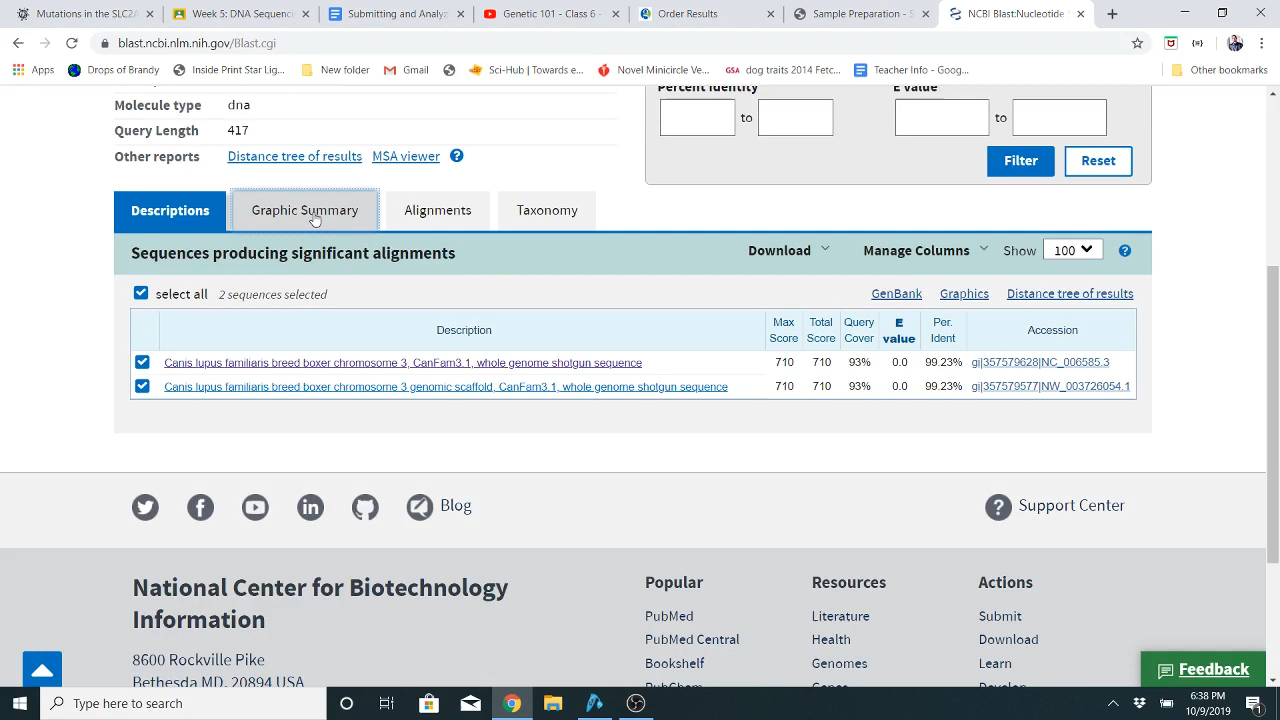 Mutations in the SLC2A
Week 5: DNA Sequenci
Submitting and Analyz
Genetic 101 - Class 6 -
Order Results
Sample Preparation - S
NCBI Blast:Nucleotide
blast.ncbi.nlm.nih.gov/Blast.cgi
Apps
Drops of Brandy
Inside Print Star Lig...
New folder
Gmail
Sci-Hub | Towards e...
Novel Minicircle Ve...
GSA dog traits 2014 Fetc...
Teacher Info - Goog...
Other bookmarks
Molecule type dna
Query Length 417
Other reports Distance tree of results MSA viewer ?
Percent Identity E value
to to
Filter Reset
Descriptions Graphic Summary Alignments Taxonomy
Sequences producing significant alignments Download Manage Columns Show 100 ?
select all 2 sequences selected GenBank Graphics Distance tree of results
Description Max Score Total Score Query Cover E value Per. Ident Accession
Canis lupus familiaris breed boxer chromosome 3, CanFam3.1, whole genome shotgun sequence 710 710 93% 0.0 99.23% gi|357579628|NC_006585.3
Canis lupus familiaris breed boxer chromosome 3 genomic scaffold, CanFam3.1, whole genome shotgun sequence 710 710 93% 0.0 99.23% gi|357579577|NW_003726054.1
Blog ? Support Center
National Center for Biotechnology
Information
8600 Rockville Pike
Bethesda MD, 20894 USA
Popular
PubMed
PubMed Central
Bookshelf
PubChem
Resources
Literature
Health
Genomes
Genes
Actions
Submit
Download
Learn
Develop
Feedback
Type here to search
6:38 PM
10/9/2019
1